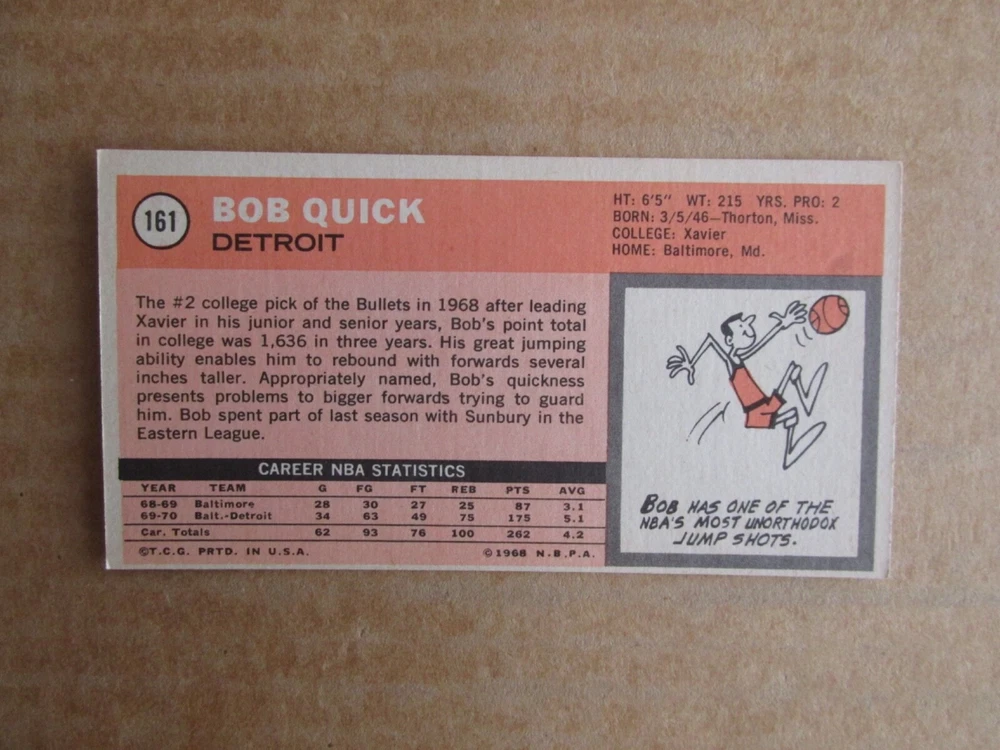 161
BOB QUICK
DETROIT
HT: 6'5" WT: 215 YRS. PRO: 2
BORN: 3/5/46—Thorton, Miss.
COLLEGE: Xavier
HOME: Baltimore, Md.
The #2 college pick of the Bullets in 1968 after leading
Xavier in his junior and senior years, Bob's point total
in college was 1,636 in three years. His great jumping
ability enables him to rebound with forwards several
inches taller. Appropriately named, Bob's quickness
presents problems to bigger forwards trying to guard
him. Bob spent part of last season with Sunbury in the
Eastern League.
CAREER NBA STATISTICS
YEAR TEAM G FG FT REB PTS AVG
68-69 Baltimore 28 30 27 25 87 3.1
69-70 Balt.-Detroit 34 63 49 75 175 5.1
Car. Totals 62 93 76 100 262 4.2
©T.C.G. PRTD. IN U.S.A. ©1968 N.B.P.A.
BOB HAS ONE OF THE
NBA'S MOST UNORTHODOX
JUMP SHOTS.